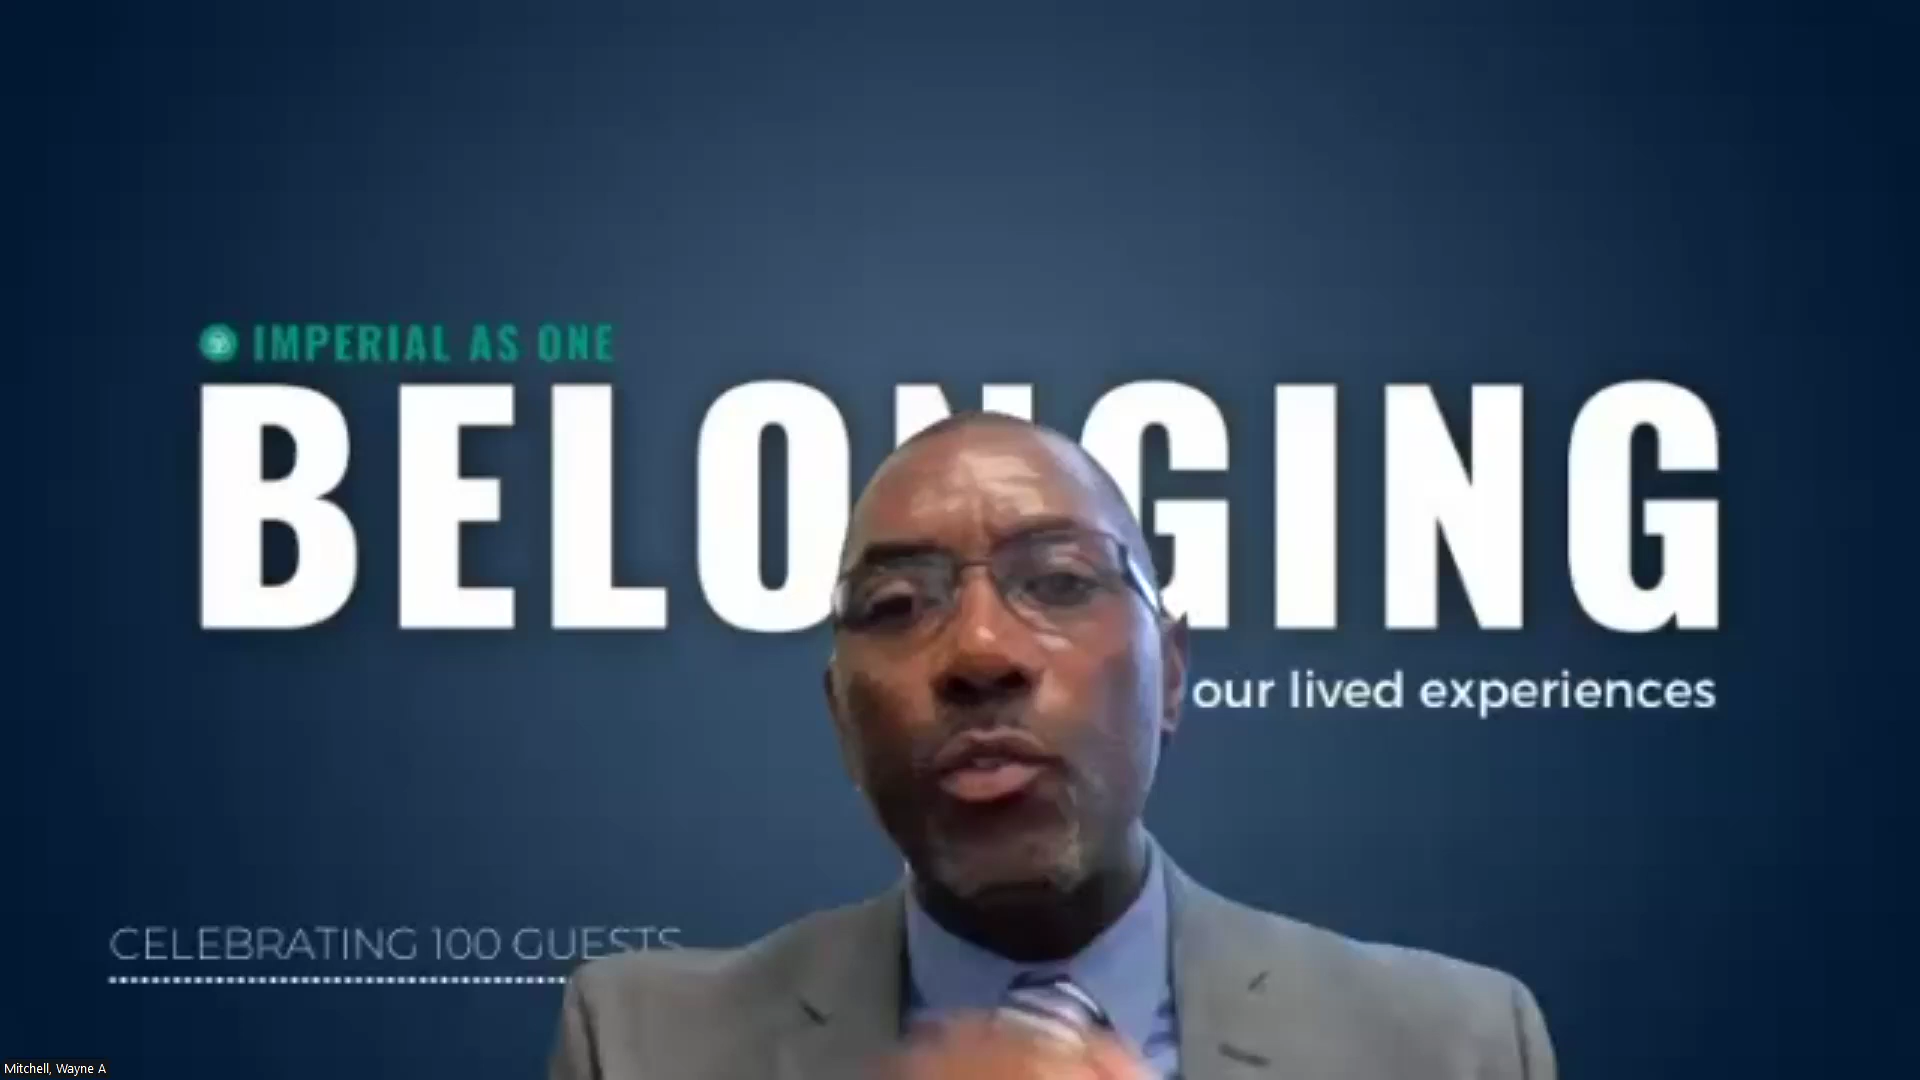 IMPERIAL AS ONE
BELONGING
our lived experiences
CELEBRATING 100 GUESTS
Mitchell, Wayne A